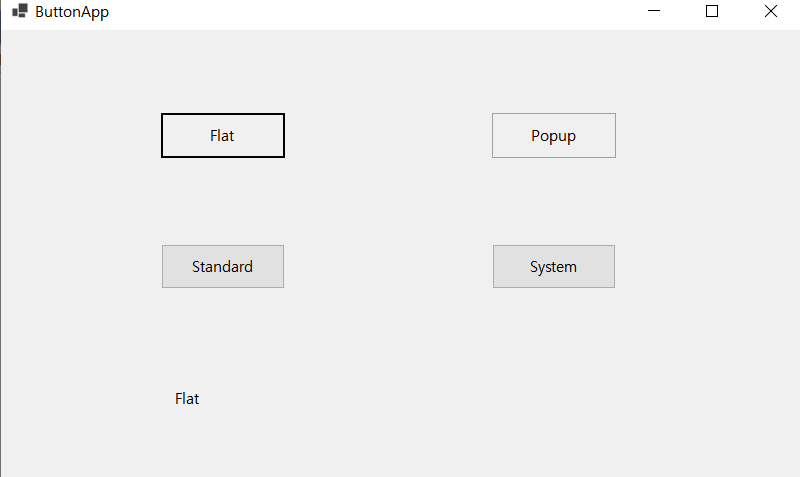 ButtonApp
Flat
Popup
Standard
System
Flat